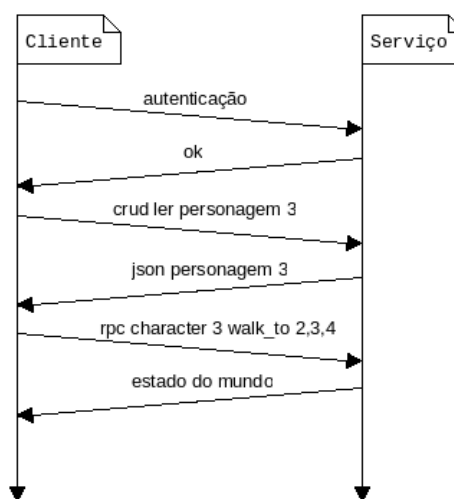 Cliente
Serviço
autenticação
ok
crud ler personagem 3
json personagem 3
rpc character 3 walk_to 2,3,4
estado do mundo